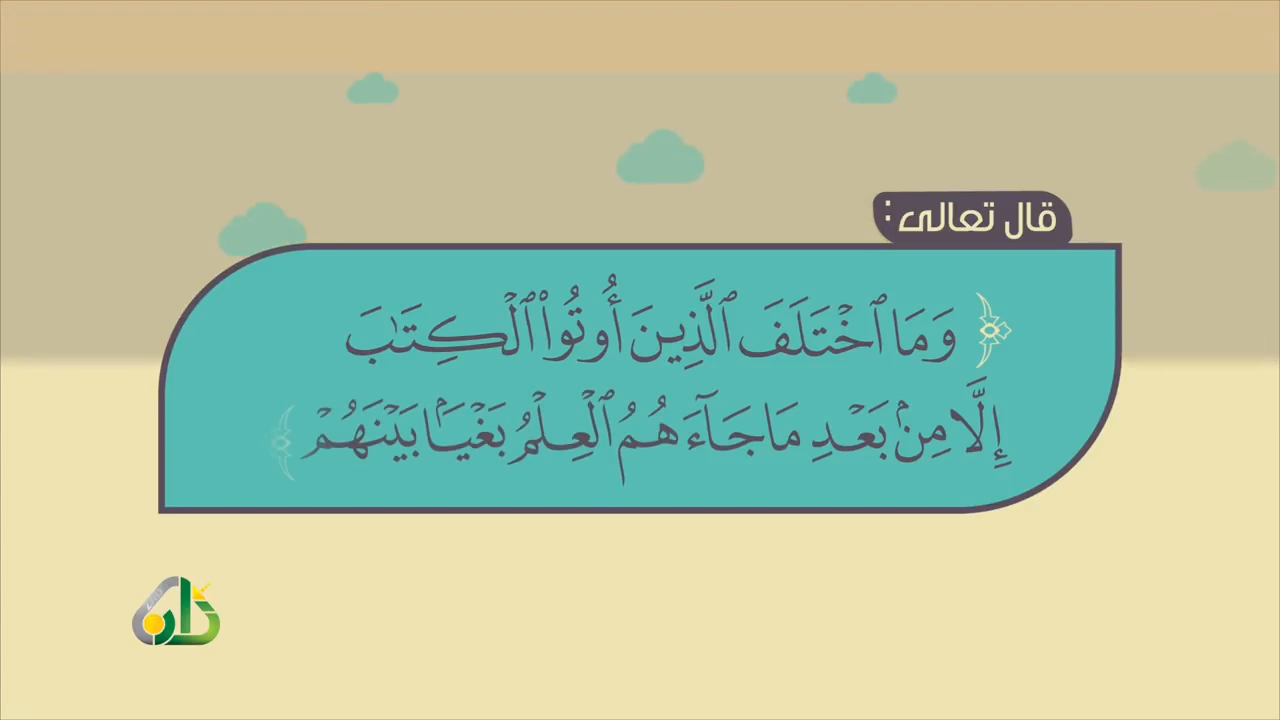 قال تعالى :
﴿ وَمَا ٱخْتَلَفَ ٱلَّذِينَ أُوتُوا۟ ٱلْكِتَـٰبَ
إِلَّا مِنۢ بَعْدِ مَا جَآءَهُمُ ٱلْعِلْمُ بَغْيَۢا بَيْنَهُمْ ﴾